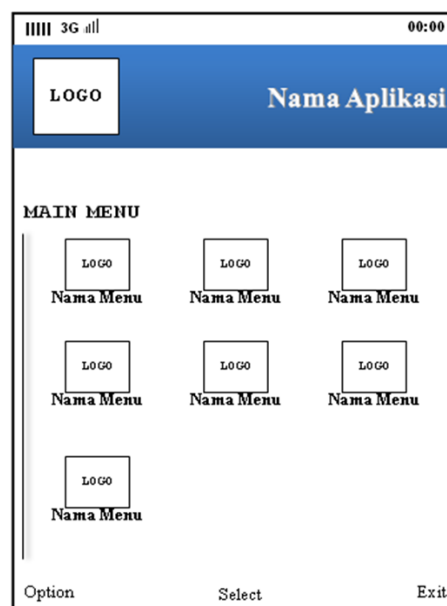 3G 00:00
LOGO Nama Aplikasi
MAIN MENU
LOGO LOGO LOGO
Nama Menu Nama Menu Nama Menu
LOGO LOGO LOGO
Nama Menu Nama Menu Nama Menu
LOGO
Nama Menu
Option Select Exit